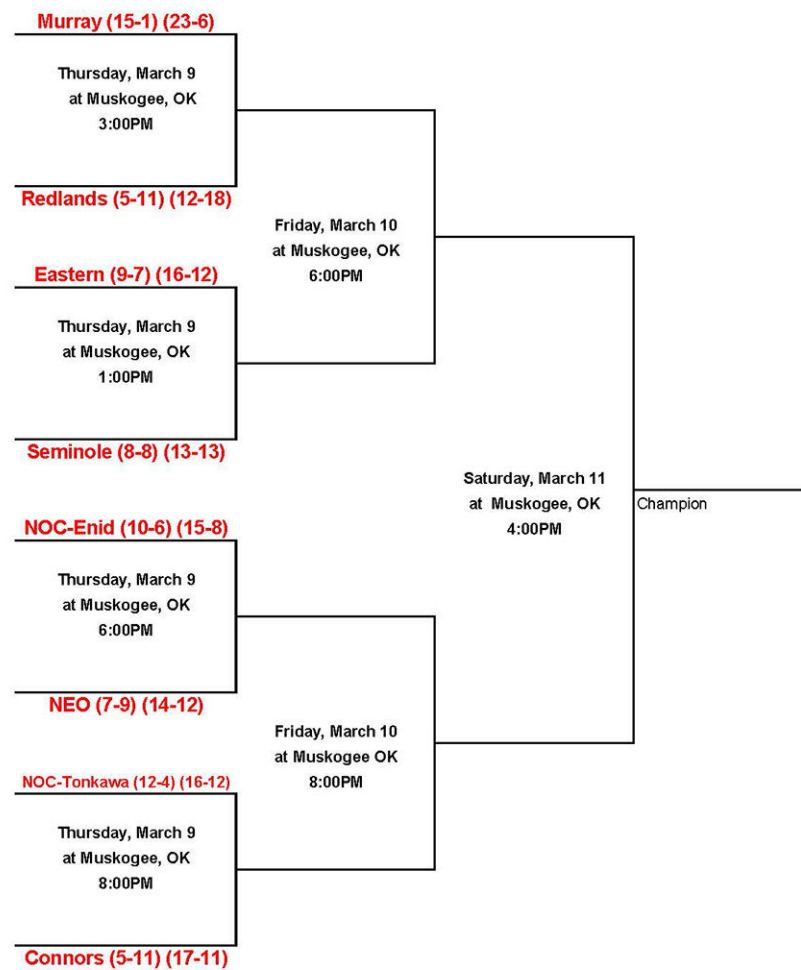 Murray (15-1) (23-6)
Thursday, March 9
at Muskogee, OK
3:00PM
Redlands (5-11) (12-18)
Friday, March 10
at Muskogee, OK
6:00PM
Eastern (9-7) (16-12)
Thursday, March 9
at Muskogee, OK
1:00PM
Seminole (8-8) (13-13)
Saturday, March 11
at Muskogee, OK
4:00PM
Champion
NOC-Enid (10-6) (15-8)
Thursday, March 9
at Muskogee, OK
6:00PM
NEO (7-9) (14-12)
Friday, March 10
at Muskogee OK
8:00PM
NOC-Tonkawa (12-4) (16-12)
Thursday, March 9
at Muskogee, OK
8:00PM
Connors (5-11) (17-11)